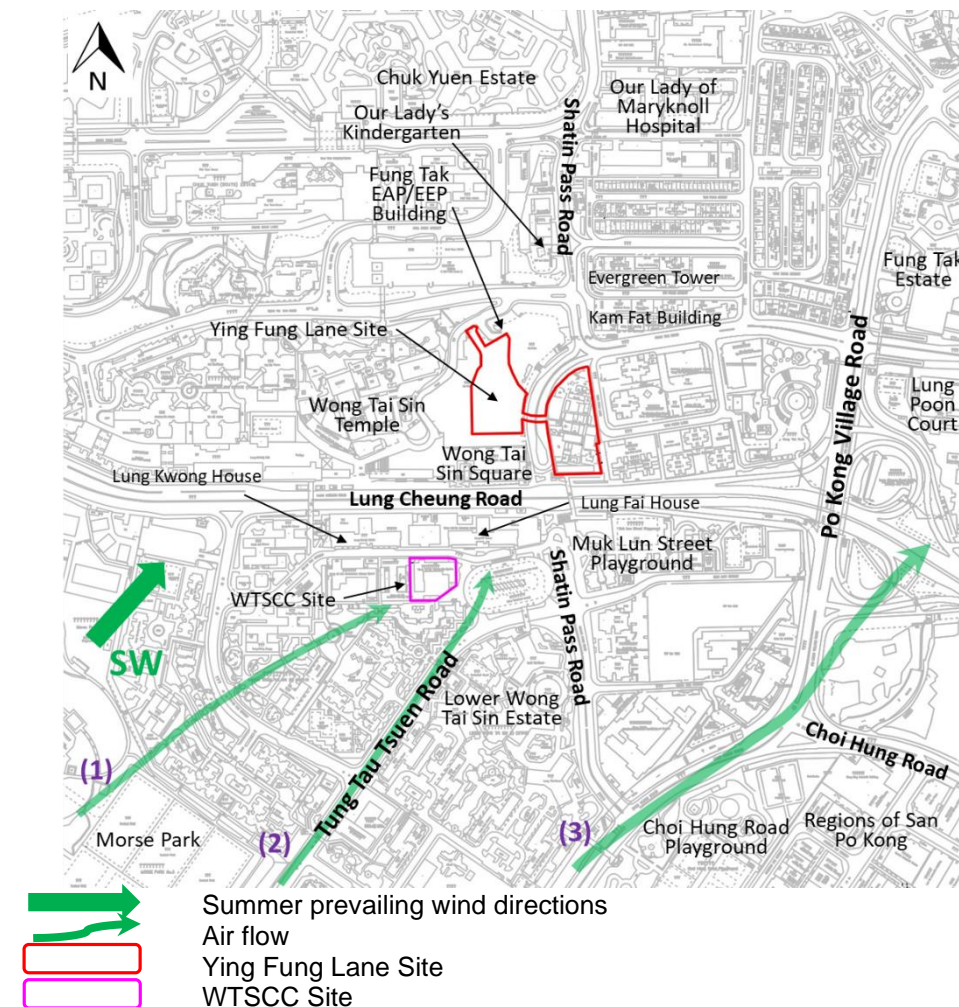 N
Chuk Yuen Estate
Our Lady's
Kindergarten
Fung Tak
EAP/EEP
Building
Shatin Pass Road
Our Lady of
Maryknoll
Hospital
Evergreen Tower
Kam Fat Building
Fung Tak
Estate
Ying Fung Lane Site
Wong Tai Sin
Temple
Wong Tai
Sin Square
Po Kong Village Road
Lung
Poon
Court
Lung Kwong House
Lung Cheung Road
Lung Fai House
Muk Lun Street
Playground
WTSCC Site
Shatin Pass Road
SW
Tung Tau Tsuen Road
Lower Wong
Tai Sin Estate
Choi Hung Road
(1)
Morse Park
(2)
(3)
Choi Hung Road
Playground
Regions of San
Po Kong
Summer prevailing wind directions
Air flow
Ying Fung Lane Site
WTSCC Site